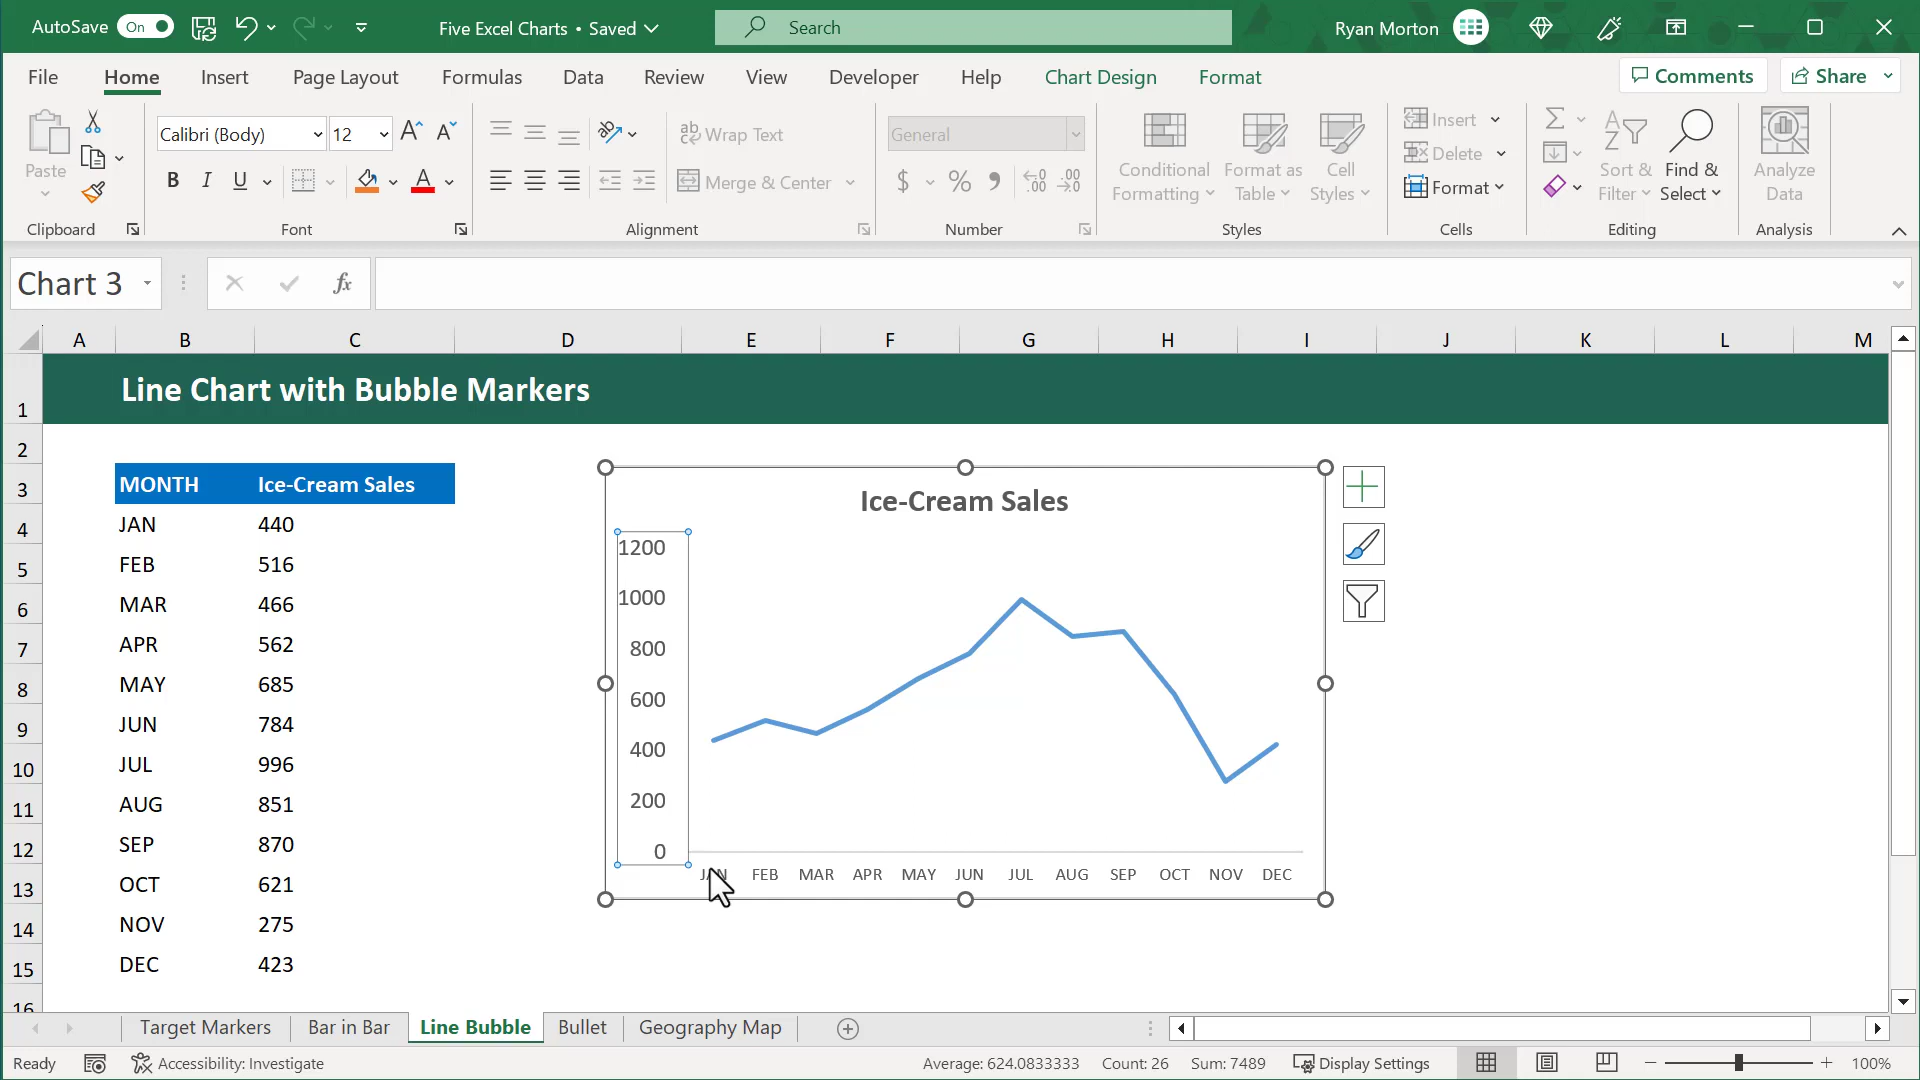 AutoSave On Five Excel Charts • Saved Search Ryan Morton
File Home Insert Page Layout Formulas Data Review View Developer Help Chart Design Format Comments Share
Paste Calibri (Body) 12 Wrap Text General Conditional Formatting Format as Table Cell Styles Insert Delete Format Sort & Filter Find & Select Analyze Data
B I U Merge & Center $ % 
Clipboard Font Alignment Number Styles Cells Editing Analysis
Chart 3 fx
A B C D E F G H I J K L M
1 Line Chart with Bubble Markers
2
3 MONTH Ice-Cream Sales
4 JAN 440
5 FEB 516
6 MAR 466
7 APR 562
8 MAY 685
9 JUN 784
10 JUL 996
11 AUG 851
12 SEP 870
13 OCT 621
14 NOV 275
15 DEC 423
16
Ice-Cream Sales
1200
1000
800
600
400
200
0
JAN FEB MAR APR MAY JUN JUL AUG SEP OCT NOV DEC
Target Markers Bar in Bar Line Bubble Bullet Geography Map
Ready Accessibility: Investigate Average: 624.0833333 Count: 26 Sum: 7489 Display Settings 100%